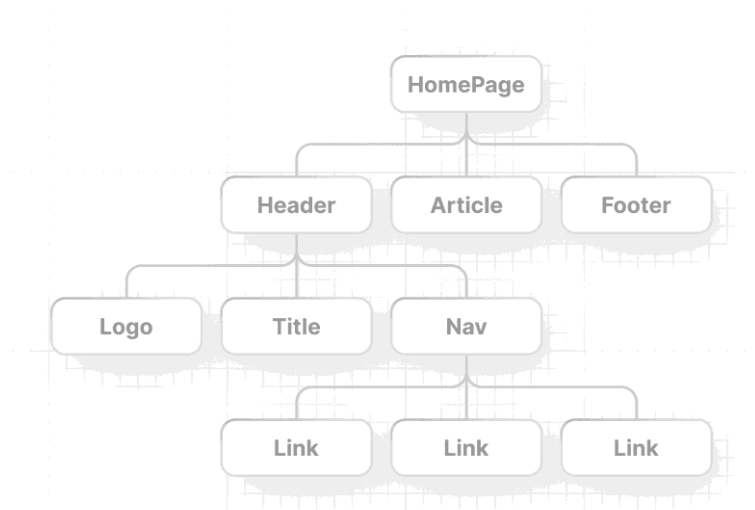 HomePage
Header
Article
Footer
Logo
Title
Nav
Link
Link
Link